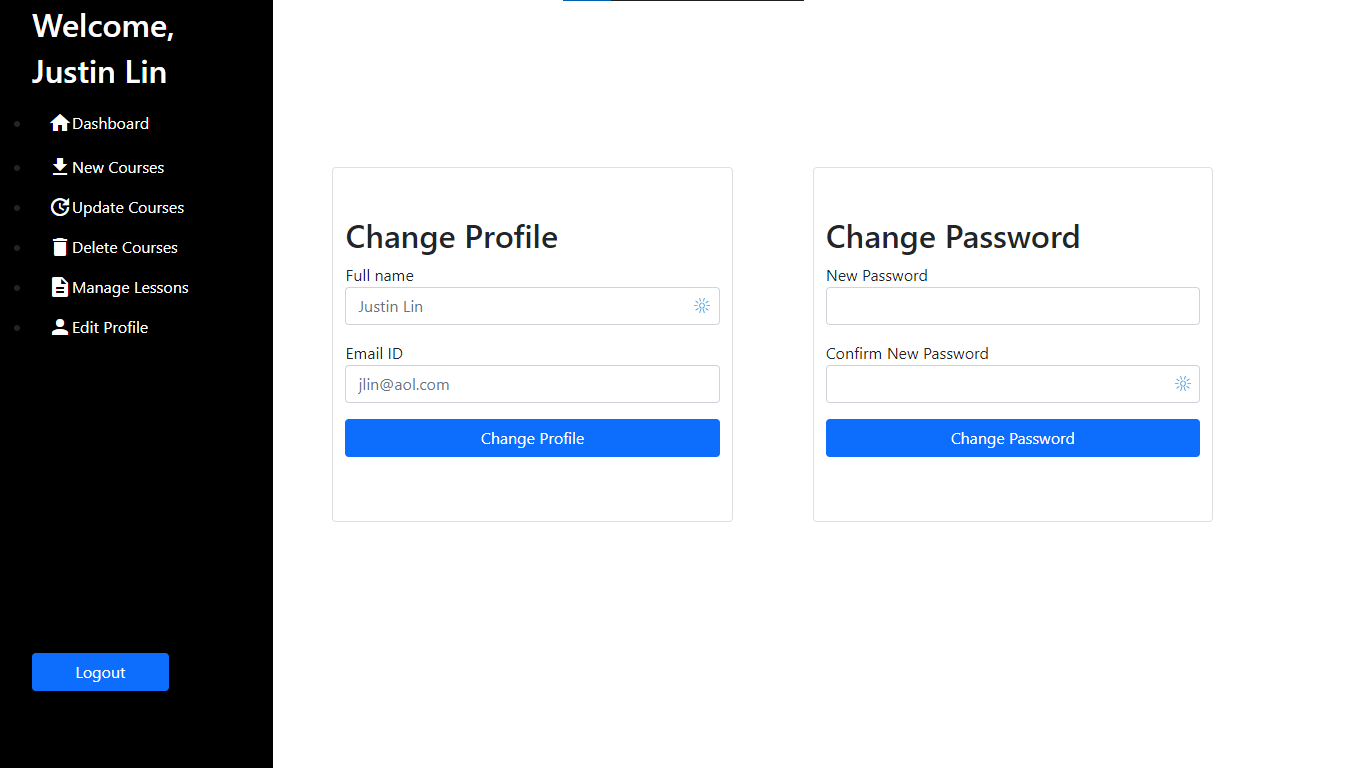 Welcome,
Justin Lin
Dashboard
New Courses
Update Courses
Delete Courses
Manage Lessons
Edit Profile
Logout
Change Profile
Full name
Justin Lin
Email ID
jlin@aol.com
Change Profile
Change Password
New Password
Confirm New Password
Change Password